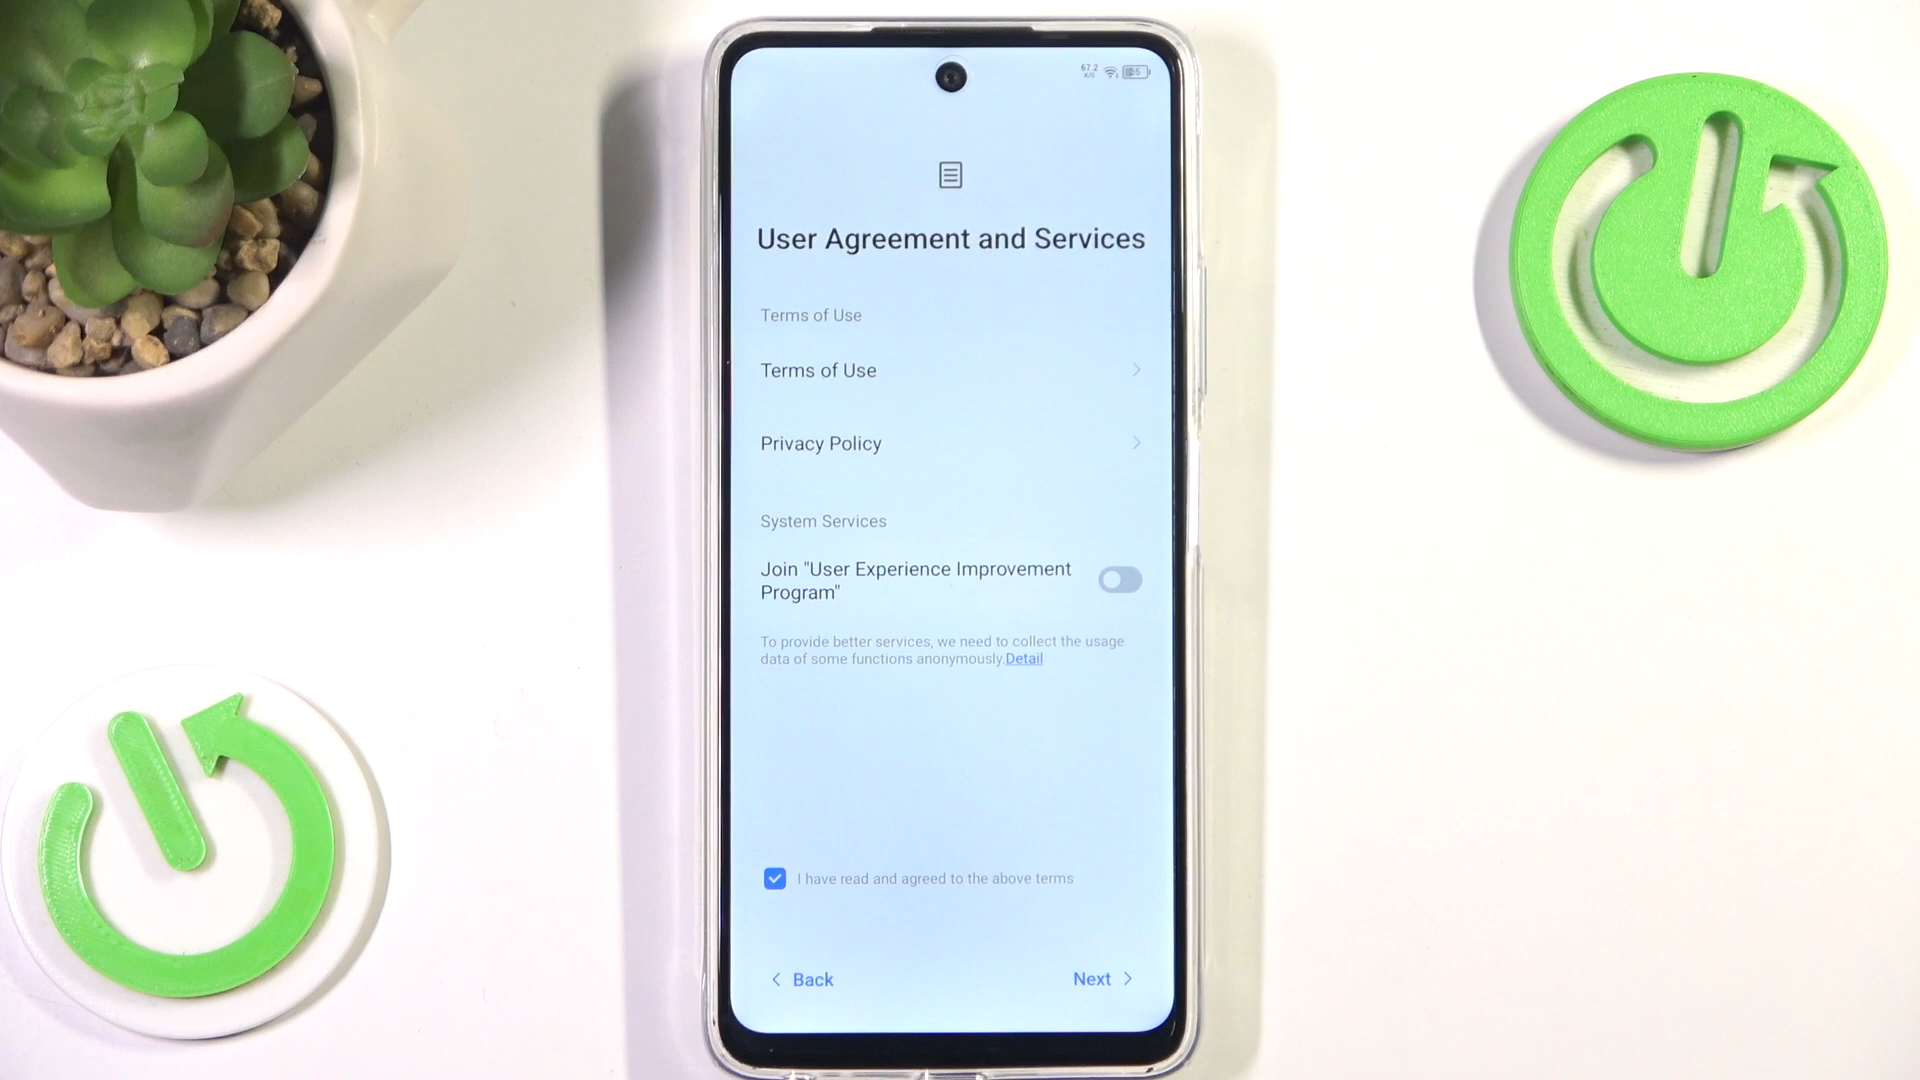 67.2
K/S
User Agreement and Services
Terms of Use
Terms of Use
Privacy Policy
System Services
Join "User Experience Improvement
Program"
To provide better services, we need to collect the usage
data of some functions anonymously.Detail
I have read and agreed to the above terms
Back
Next